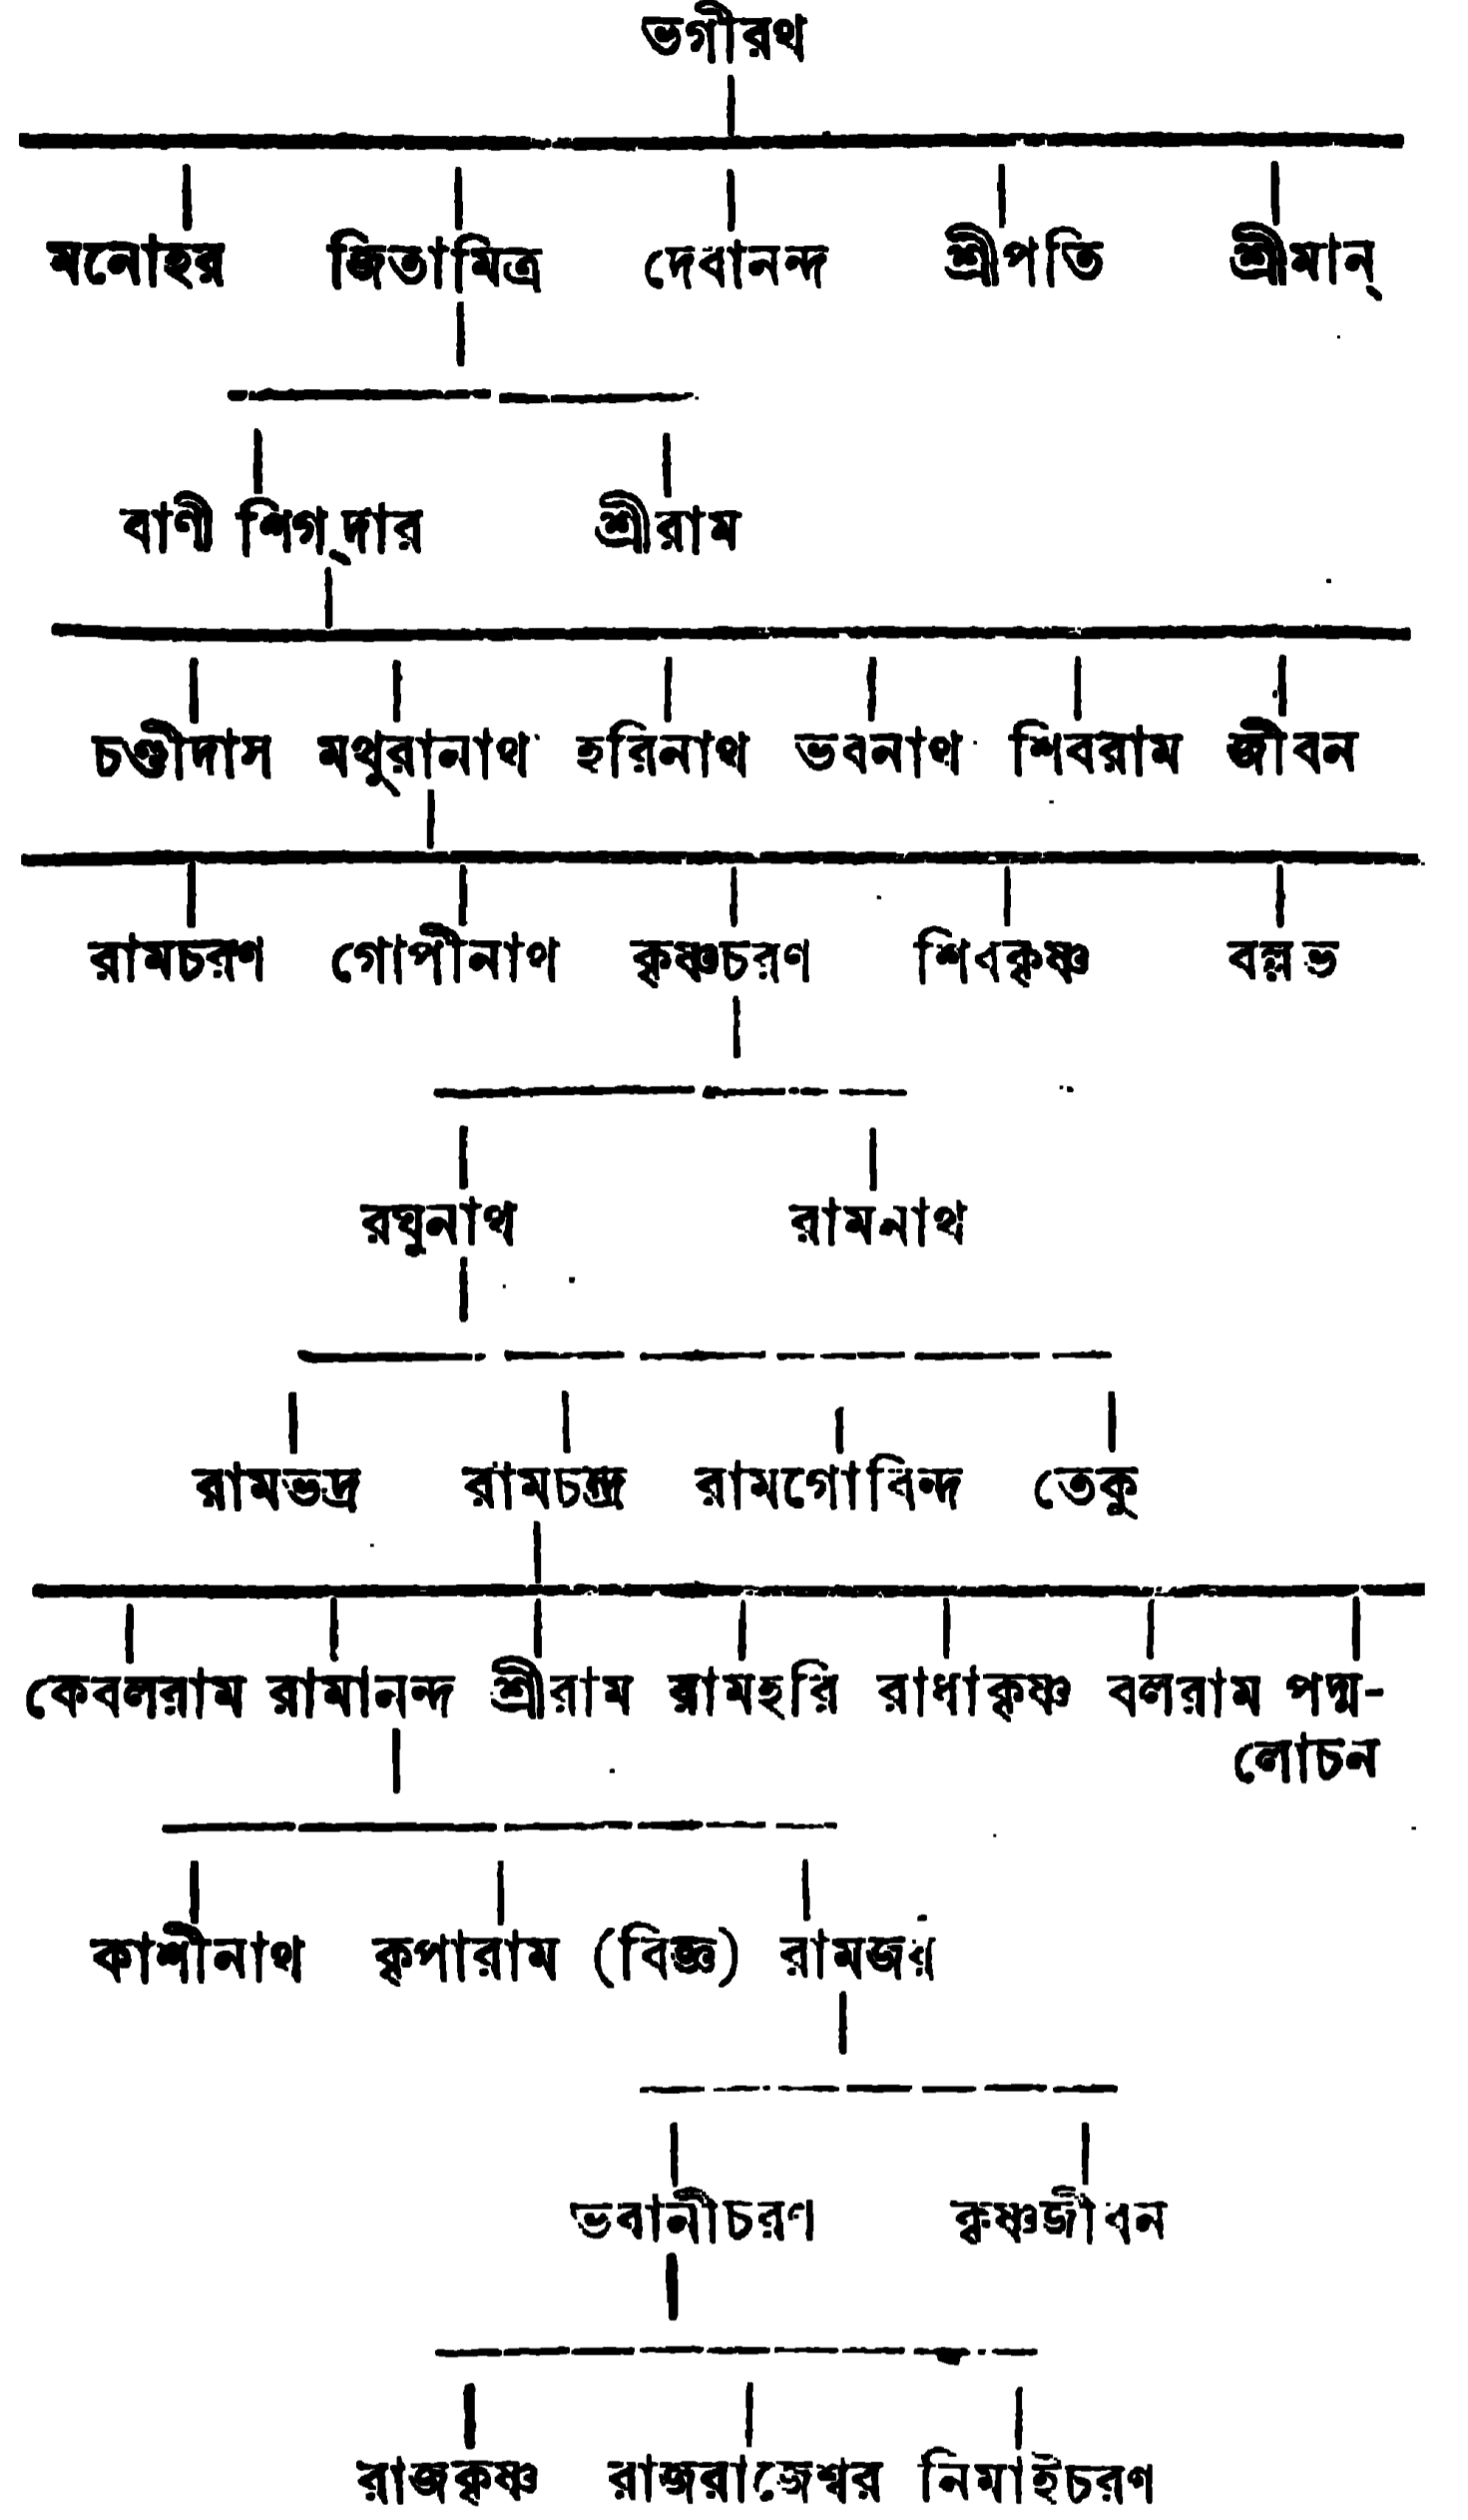 ভগীরথ
মনোহর জিতামিত্র দেবানন্দ শ্রীপতি শ্রীমান্
বাণী শিগ্দার শ্রীরাম
চণ্ডীদাস মথুরানাথ হরিনাথ ভবনাথ শিবরাম জীবন
রামচরণ গোপীনাথ কৃষ্ণচরণ শিবকৃষ্ণ বল্লভ
রঘুনাথ রামনাথ
রামভদ্র রামচন্দ্র রামগোবিন্দ তেকু
কেবলরাম রামানন্দ শ্রীরাম রামহরি রাধাকৃষ্ণ বলরাম পদ্ম-
লোচন
কাশীনাথ কৃপারাম (বিজ্ঞ) রামজয়
ভবানীচরণ কৃষ্ণজীবন
রাজকৃষ্ণ রাজরাজেশ্বর নিমাইচরণ